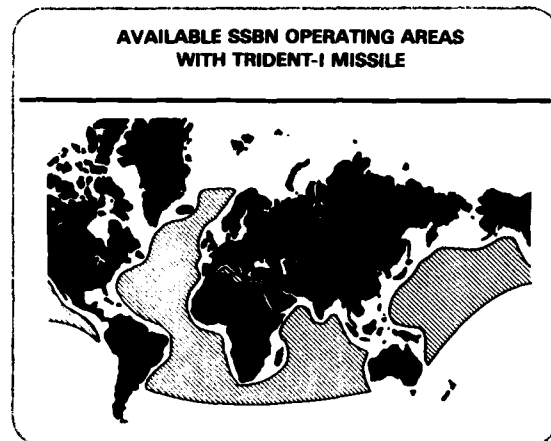 AVAILABLE SSBN OPERATING AREAS
WITH TRIDENT-I MISSILE